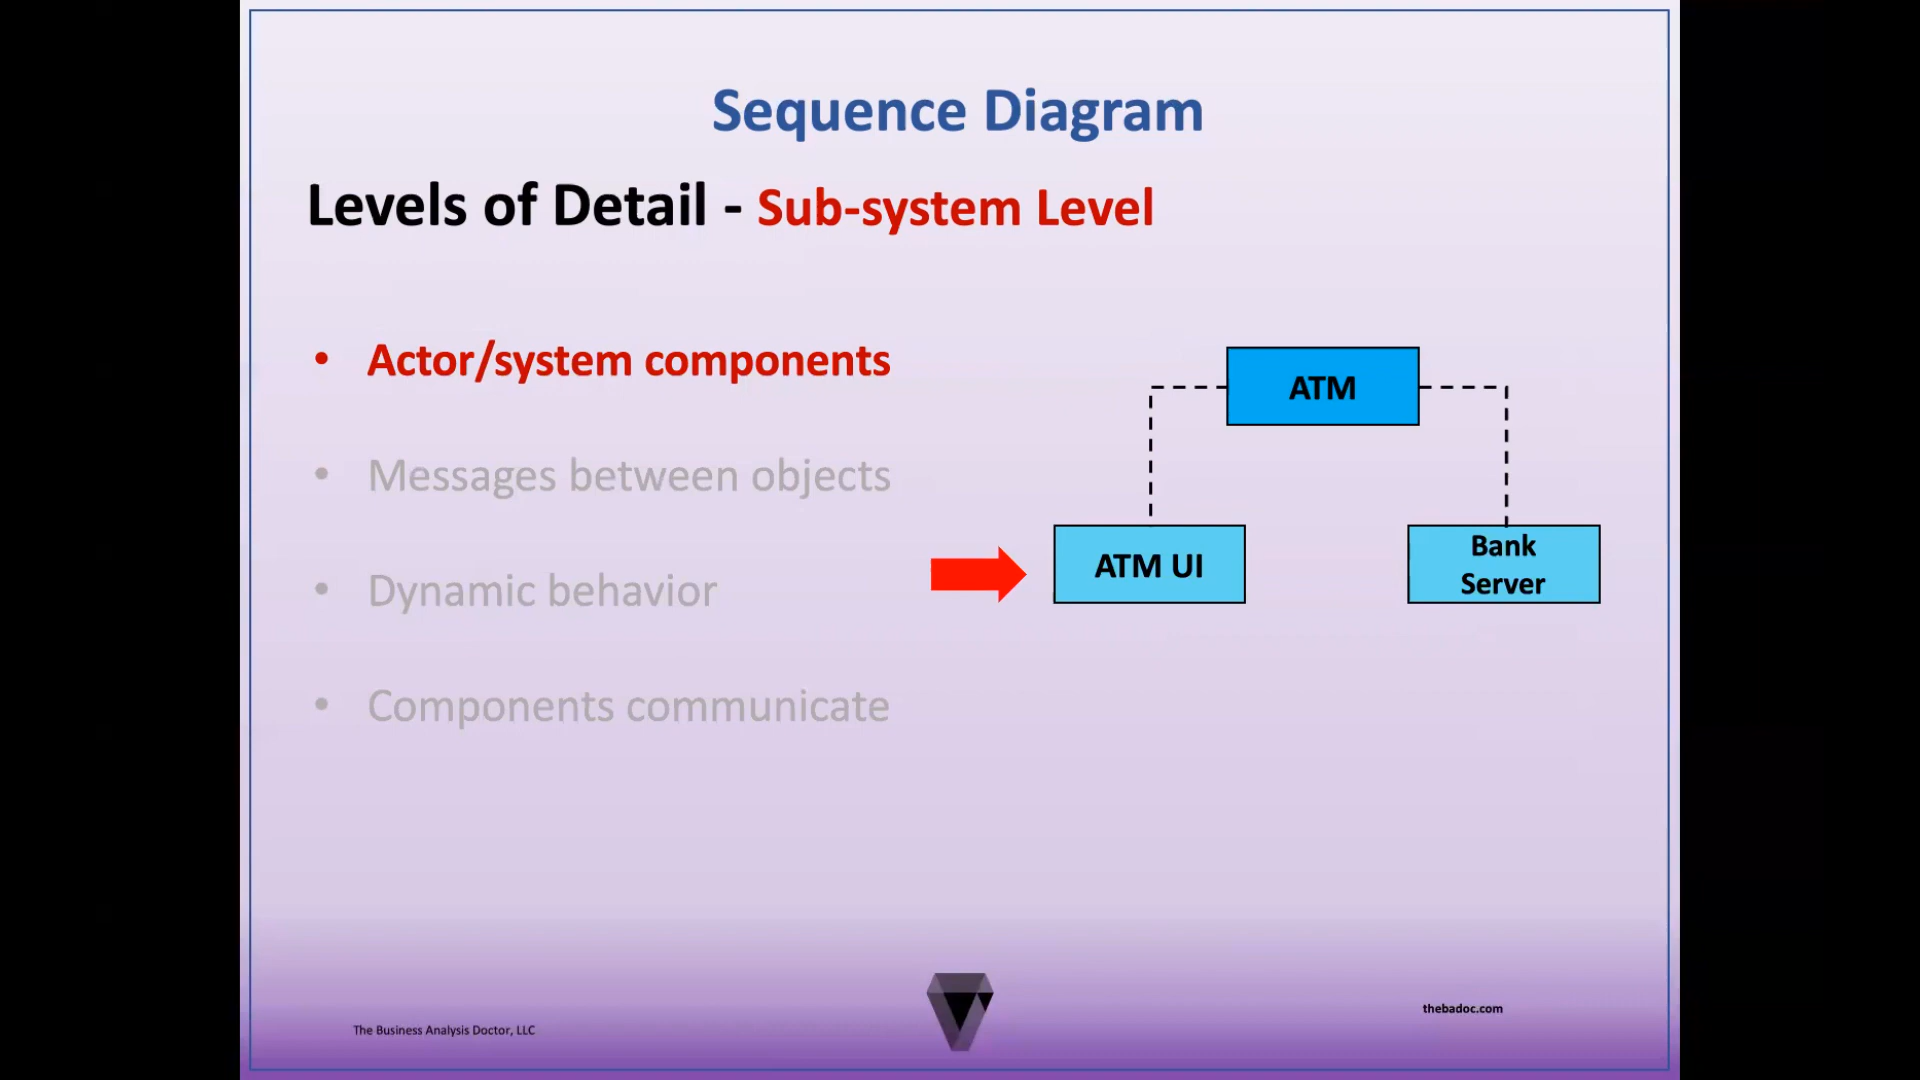 Sequence Diagram
Levels of Detail - Sub-system Level
• Actor/system components
• Messages between objects
• Dynamic behavior
• Components communicate
ATM
ATM UI
Bank
Server
The Business Analysis Doctor, LLC
thebadoc.com